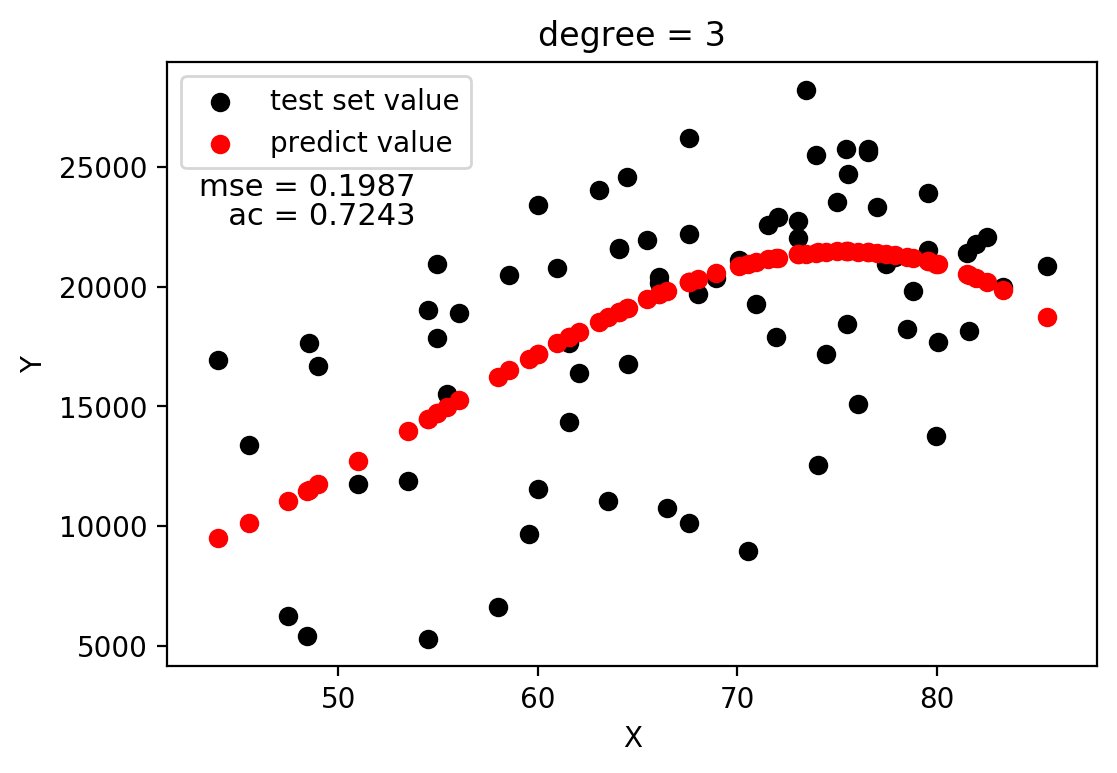 degree = 3
test set value
predict value
mse = 0.1987
ac = 0.7243
25000
20000
15000
10000
5000
Y
50 60 70 80
X